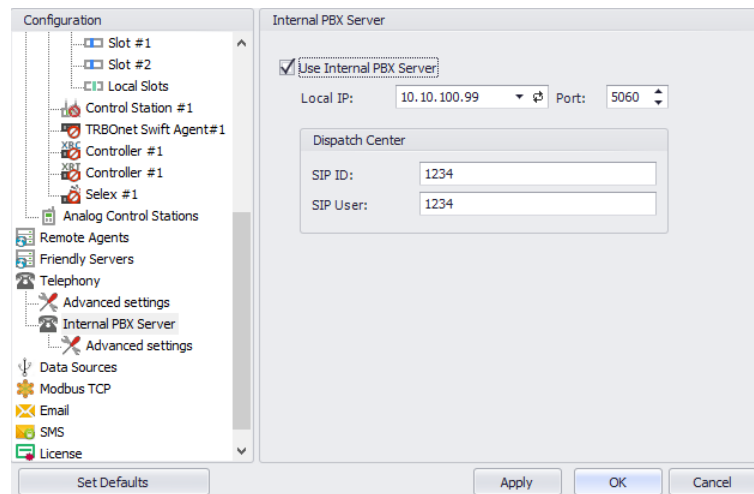 Configuration
Slot #1
Slot #2
Local Slots
Control Station #1
TRBOnet Swift Agent#1
XRC
Controller #1
XRT
Controller #1
Selex #1
Analog Control Stations
Remote Agents
Friendly Servers
Telephony
Advanced settings
Internal PBX Server
Advanced settings
Data Sources
Modbus TCP
Email
SMS
License
Set Defaults
Internal PBX Server
Use Internal PBX Server
Local IP: 10.10.100.99 Port: 5060
Dispatch Center
SIP ID: 1234
SIP User: 1234
Apply OK Cancel